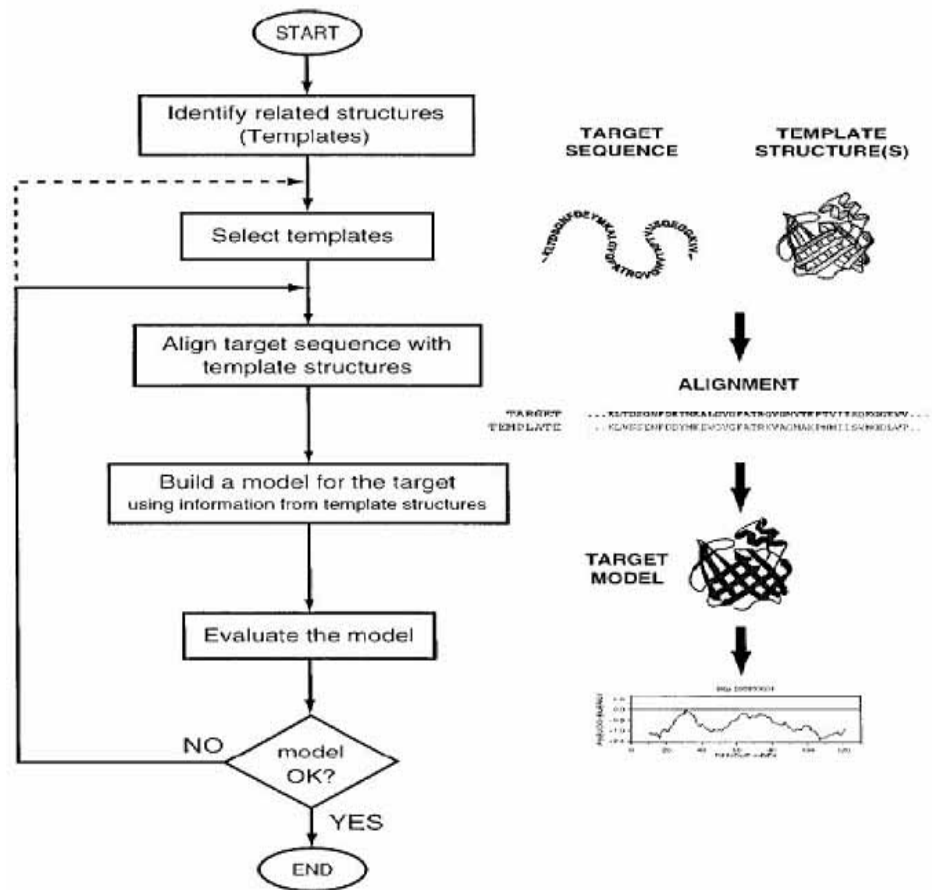 START
Identify related structures
(Templates)
Select templates
Align target sequence with
template structures
Build a model for the target
using information from template structures
Evaluate the model
NO
model
OK?
YES
END
TARGET
SEQUENCE
TEMPLATE
STRUCTURE(S)
ALIGNMENT
TARGET
TEMPLATE
TARGET
MODEL